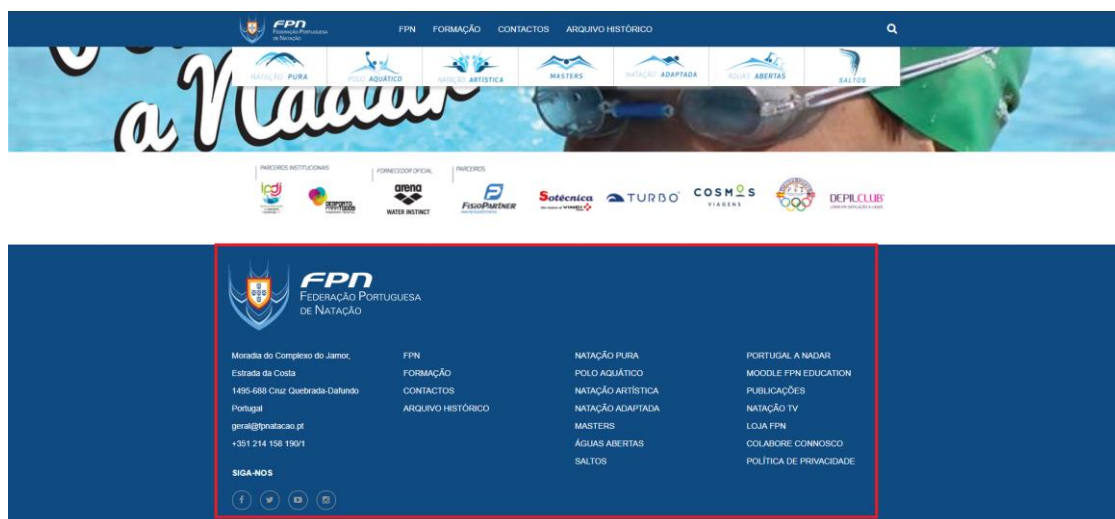 FPN
FEDERAÇÃO PORTUGUESA
DE NATAÇÃO
FPN FORMAÇÃO CONTACTOS ARQUIVO HISTÓRICO
NATAÇÃO PURA
POLO AQUÁTICO
NATAÇÃO ARTÍSTICA
MASTERS
NATAÇÃO ADAPTADA
ÁGUAS ABERTAS
SALTOS
a Nadar
PARCEIROS INSTITUCIONAIS
FORNECEDOR OFICIAL
PARCEIROS
ipdj
DESPORTO
PARATODOS
arena
WATER INSTINCT
FISIOPARTNER
Sotécnica
TURBO
COSMOS
VIAGENS
DEPILCLUB
FPN
FEDERAÇÃO PORTUGUESA
DE NATAÇÃO
Moradia do Complexo do Jamor,
Estrada da Costa
1495-688 Cruz Quebrada-Dafundo
Portugal
geral@fpnatacao.pt
+351 214 158 190/1
SIGA-NOS
FPN
FORMAÇÃO
CONTACTOS
ARQUIVO HISTÓRICO
NATAÇÃO PURA
POLO AQUÁTICO
NATAÇÃO ARTÍSTICA
NATAÇÃO ADAPTADA
MASTERS
ÁGUAS ABERTAS
SALTOS
PORTUGAL A NADAR
MOODLE FPN EDUCATION
PUBLICAÇÕES
NATAÇÃO TV
LOJA FPN
COLABORE CONNOSCO
POLÍTICA DE PRIVACIDADE